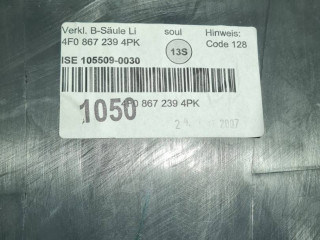 Verkl. B-Säule Li
soul
Hinweis:
4F0 867 239 4PK
13S
Code 128
ISE 105509-0030
1050
4F0 867 239 4PK
2007